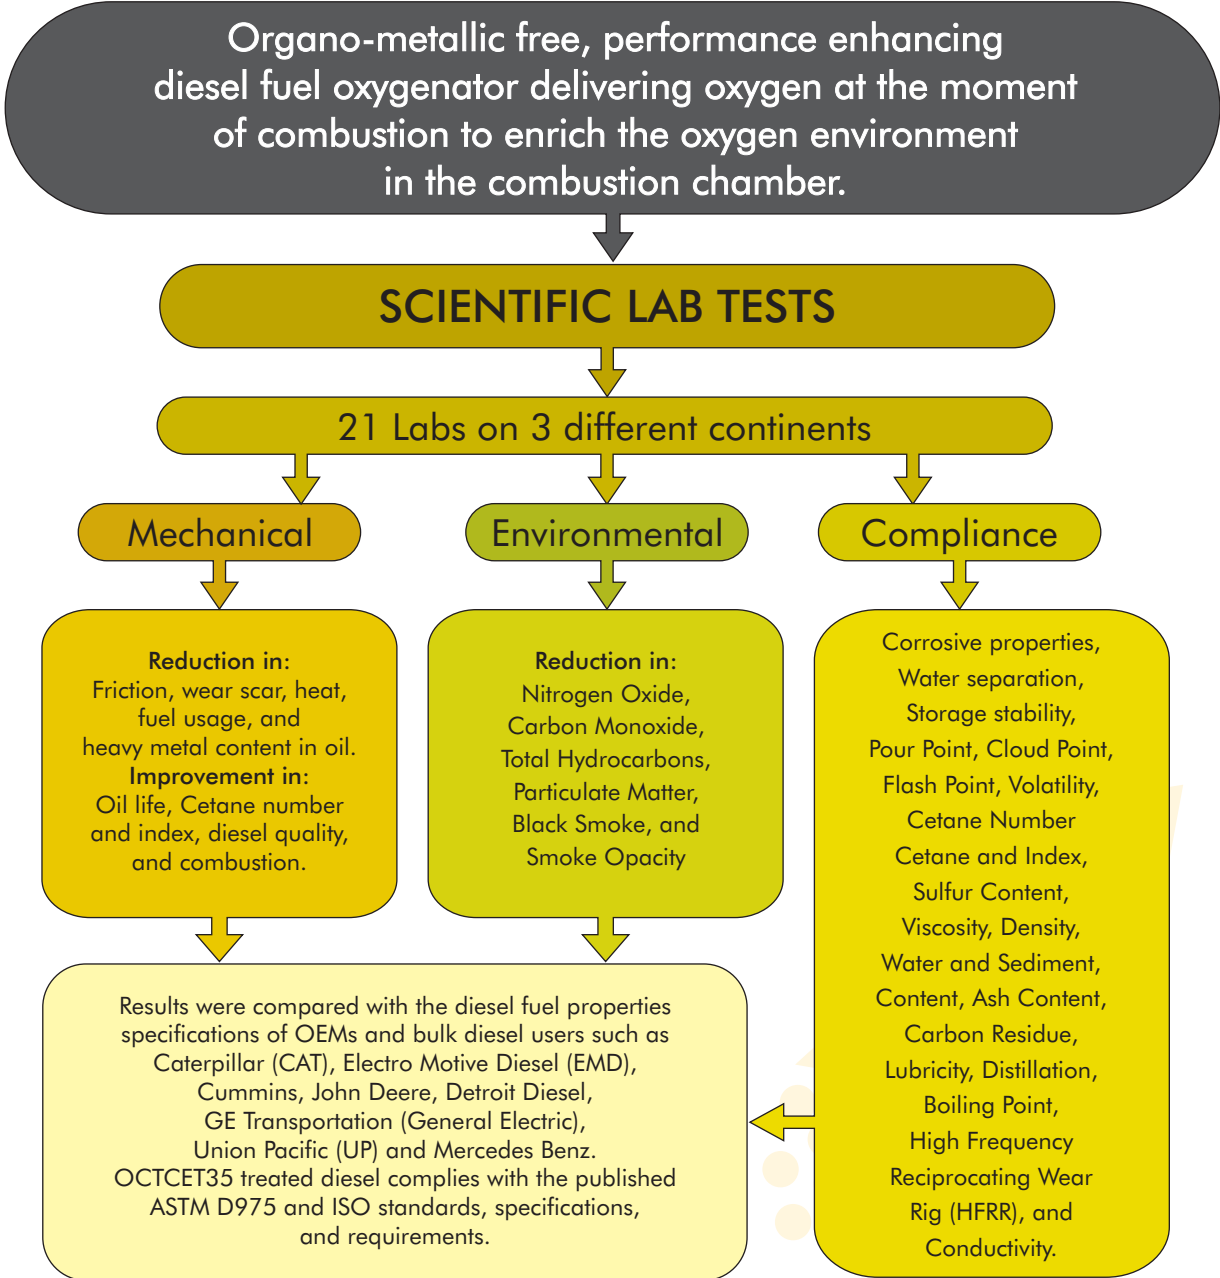 Organo-metallic free, performance enhancing
diesel fuel oxygenator delivering oxygen at the moment
of combustion to enrich the oxygen environment
in the combustion chamber.
SCIENTIFIC LAB TESTS
21 Labs on 3 different continents
Mechanical
Environmental
Compliance
Reduction in:
Friction, wear scar, heat,
fuel usage, and
heavy metal content in oil.
Improvement in:
Oil life, Cetane number
and index, diesel quality,
and combustion.
Reduction in:
Nitrogen Oxide,
Carbon Monoxide,
Total Hydrocarbons,
Particulate Matter,
Black Smoke, and
Smoke Opacity
Corrosive properties,
Water separation,
Storage stability,
Pour Point, Cloud Point,
Flash Point, Volatility,
Cetane Number
Cetane and Index,
Sulfur Content,
Viscosity, Density,
Water and Sediment,
Content, Ash Content,
Carbon Residue,
Lubricity, Distillation,
Boiling Point,
High Frequency
Reciprocating Wear
Rig (HFRR), and
Conductivity.
Results were compared with the diesel fuel properties
specifications of OEMs and bulk diesel users such as
Caterpillar (CAT), Electro Motive Diesel (EMD),
Cummins, John Deere, Detroit Diesel,
GE Transportation (General Electric),
Union Pacific (UP) and Mercedes Benz.
OCTCET35 treated diesel complies with the published
ASTM D975 and ISO standards, specifications,
and requirements.